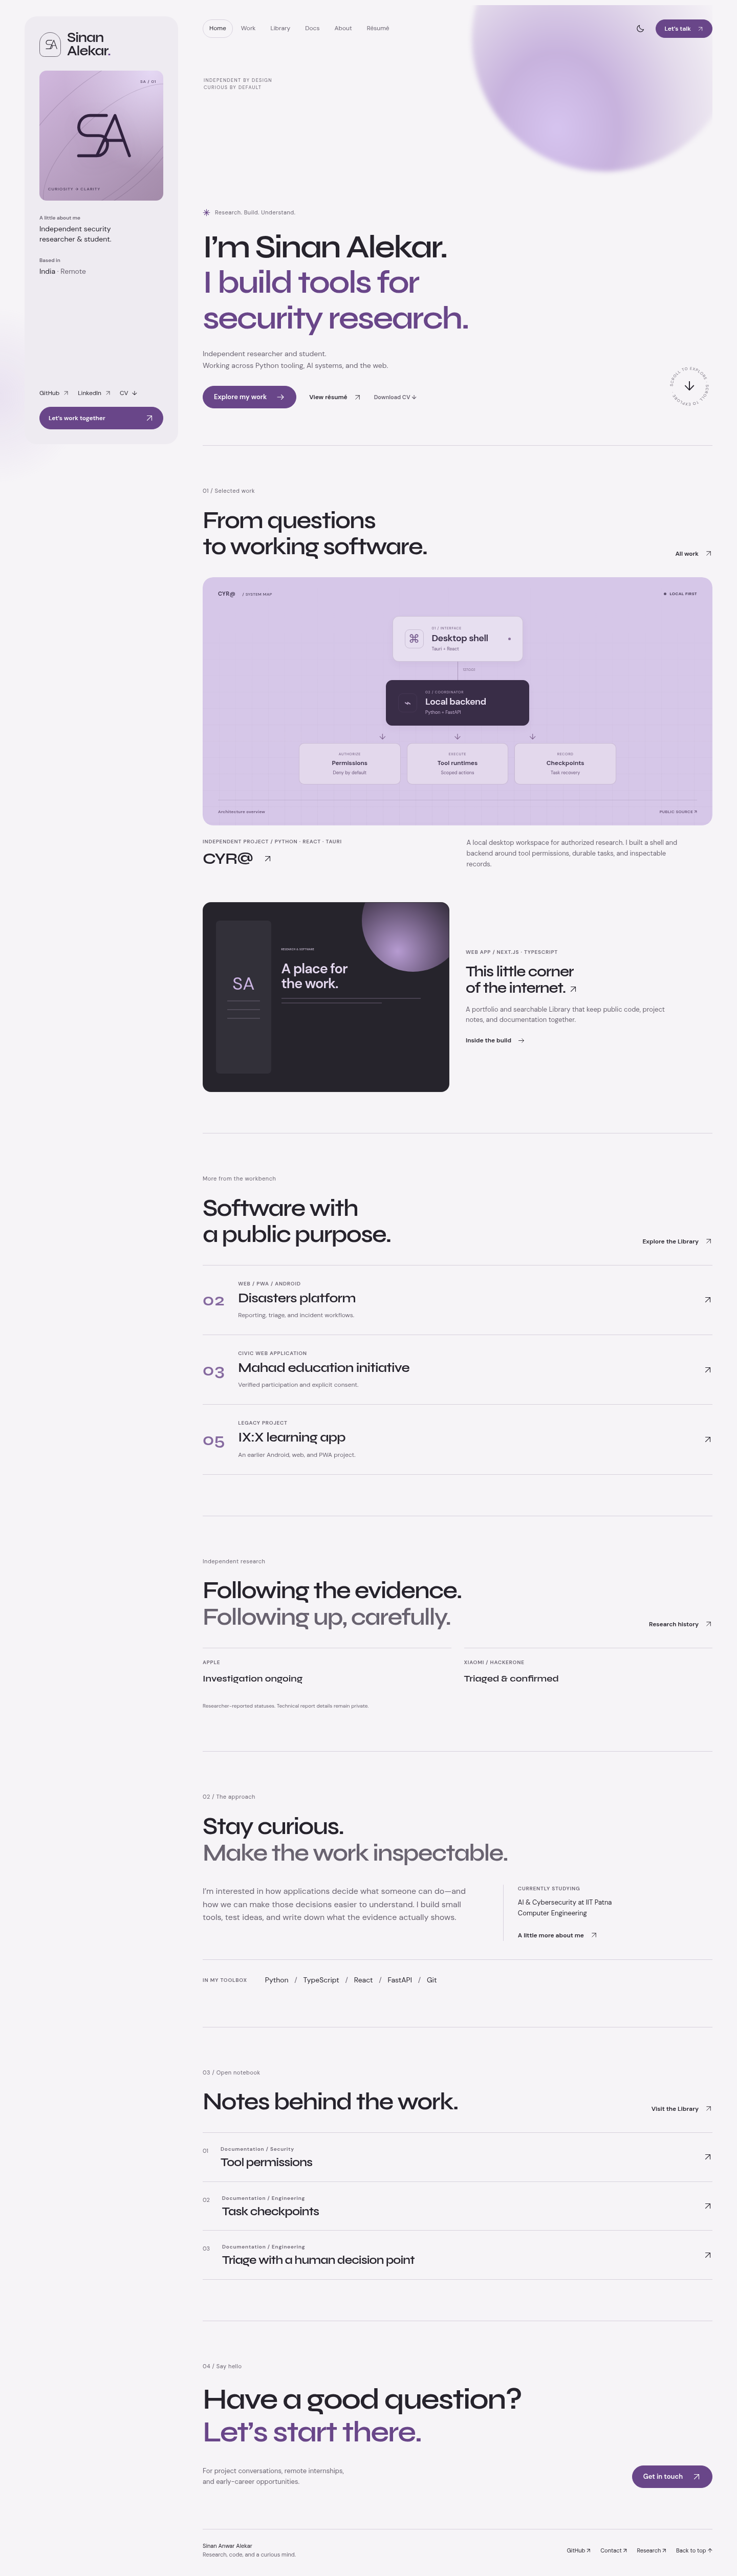 Sinan
Alekar.
SA
SA / 01
SA
CURIOSITY → CLARITY
A little about me
Independent security
researcher & student.
Based in
India · Remote
GitHub ↗ LinkedIn ↗ CV ↓
Let's work together ↗
Home Work Library Docs About Résumé
Let's talk ↗
INDEPENDENT BY DESIGN
CURIOUS BY DEFAULT
Research. Build. Understand.
I'm Sinan Alekar.
I build tools for
security research.
Independent researcher and student.
Working across Python tooling, AI systems, and the web.
Explore my work → View résumé ↗ Download CV ↓
SCROLL TO EXPLORE · SCROLL TO EXPLORE ·
01 / Selected work
From questions
to working software.
All work ↗
CYR@ / SYSTEM MAP
LOCAL FIRST
01 / INTERFACE
⌘ Desktop shell
Tauri + React
02 / COORDINATOR
Local backend
Python + FastAPI
AUTHORIZE
Permissions
Deny by default
EXECUTE
Tool runtimes
Scoped actions
RECORD
Checkpoints
Task recovery
Architecture overview
PUBLIC SOURCE ↗
INDEPENDENT PROJECT / PYTHON · REACT · TAURI
CYR@ ↗
A local desktop workspace for authorized research. I built a shell and
backend around tool permissions, durable tasks, and inspectable
records.
SA
RESEARCH & SOFTWARE
A place for
the work.
WEB APP / NEXT.JS · TYPESCRIPT
This little corner
of the internet. ↗
A portfolio and searchable Library that keep public code, project
notes, and documentation together.
Inside the build →
More from the workbench
Software with
a public purpose.
Explore the Library ↗
02
WEB / PWA / ANDROID
Disasters platform
Reporting, triage, and incident workflows.
03
CIVIC WEB APPLICATION
Mahad education initiative
Verified participation and explicit consent.
05
LEGACY PROJECT
IX:X learning app
An earlier Android, web, and PWA project.
Independent research
Following the evidence.
Following up, carefully.
Research history ↗
APPLE
Investigation ongoing
XIAOMI / HACKERONE
Triaged & confirmed
Researcher-reported statuses. Technical report details remain private.
02 / The approach
Stay curious.
Make the work inspectable.
I'm interested in how applications decide what someone can do—and
how we can make those decisions easier to understand. I build small
tools, test ideas, and write down what the evidence actually shows.
CURRENTLY STUDYING
AI & Cybersecurity at IIT Patna
Computer Engineering
A little more about me ↗
IN MY TOOLBOX Python / TypeScript / React / FastAPI / Git
03 / Open notebook
Notes behind the work.
Visit the Library ↗
01
Documentation / Security
Tool permissions
02
Documentation / Engineering
Task checkpoints
03
Documentation / Engineering
Triage with a human decision point
04 / Say hello
Have a good question?
Let's start there.
For project conversations, remote internships,
and early-career opportunities.
Get in touch ↗
Sinan Anwar Alekar
Research, code, and a curious mind.
GitHub ↗ Contact ↗ Research ↗ Back to top ↑